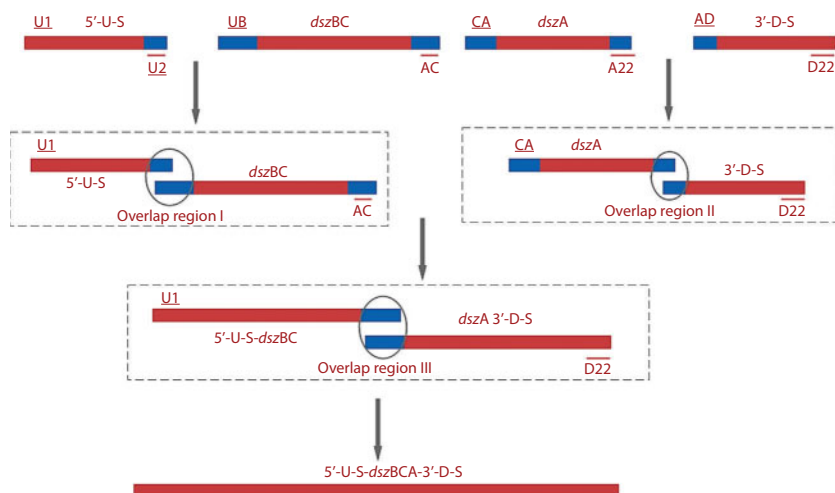 U1 5′-U-S UB dszBC CA dszA AD 3′-D-S
U2 AC A22 D22
U1
5′-U-S
dszBC
AC
Overlap region I
CA dszA
3′-D-S
D22
Overlap region II
U1
5′-U-S-dszBC
dszA 3′-D-S
D22
Overlap region III
5′-U-S-dszBCA-3′-D-S